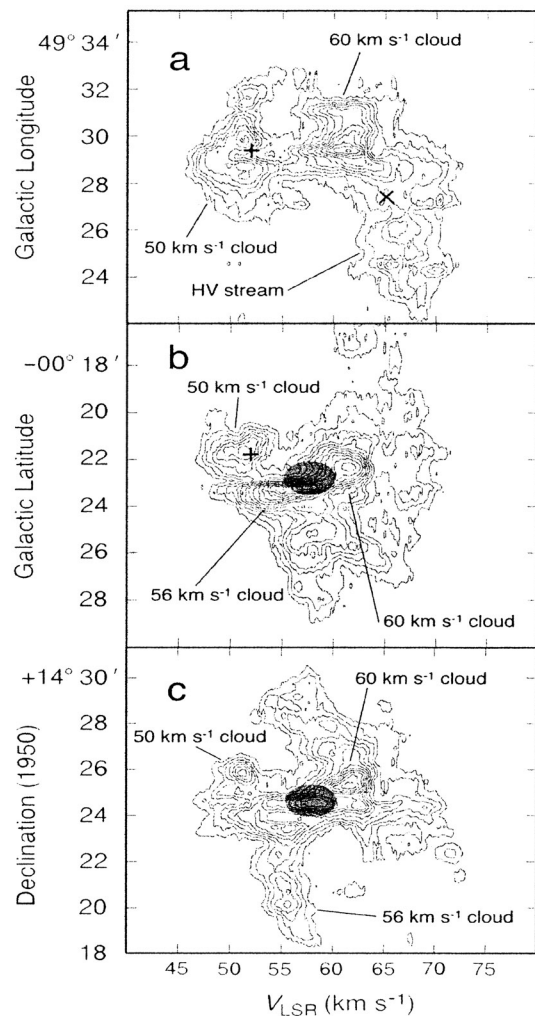 49° 34′
60 km s⁻¹ cloud
a
32
30
28
26
24
50 km s⁻¹ cloud
HV stream
Galactic Longitude
−00° 18′
b
50 km s⁻¹ cloud
20
22
24
26
28
56 km s⁻¹ cloud
60 km s⁻¹ cloud
Galactic Latitude
+14° 30′
c
60 km s⁻¹ cloud
50 km s⁻¹ cloud
28
26
24
22
20
18
56 km s⁻¹ cloud
Declination (1950)
45 50 55 60 65 70 75
V_LSR (km s⁻¹)